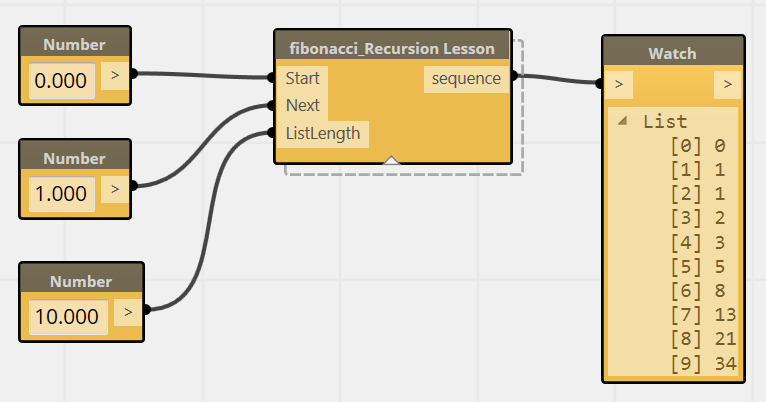 Number
0.000 >
Number
1.000 >
Number
10.000 >
fibonacci_Recursion Lesson
Start sequence
Next
ListLength
Watch
> >
List
[0] 0
[1] 1
[2] 1
[3] 2
[4] 3
[5] 5
[6] 8
[7] 13
[8] 21
[9] 34